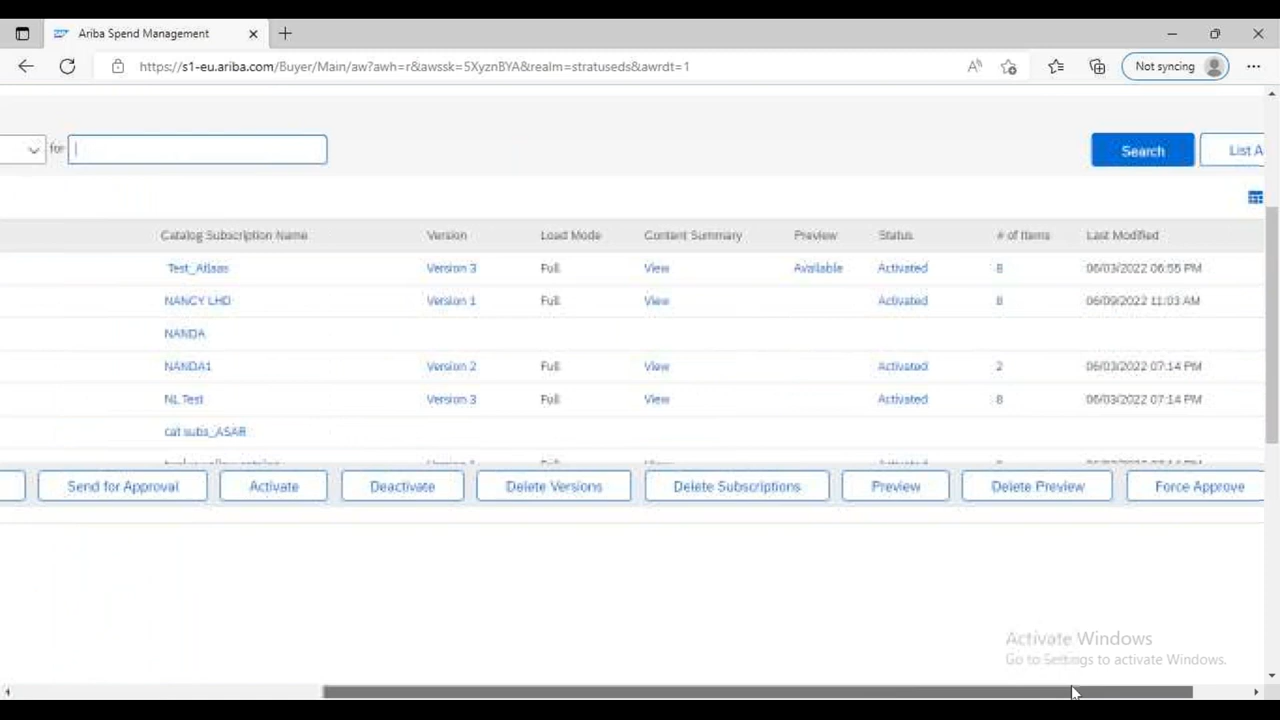 Ariba Spend Management
https://s1-eu.ariba.com/Buyer/Main/aw?awh=r&awssk=5XyznBYA&realm=stratuseds&awrdt=1
Not syncing
for
Search List A
Catalog Subscription Name Version Load Mode Content Summary Preview Status # of Items Last Modified
Test_Atlaas Version 3 Full View Available Activated 8 06/03/2022 06:55 PM
NANCY LHD Version 1 Full View Activated 8 06/09/2022 11:03 AM
NANDA
NANDA1 Version 2 Full View Activated 2 06/03/2022 07:14 PM
NL Test Version 3 Full View Activated 8 06/03/2022 07:14 PM
cat subs_ASAR
Send for Approval Activate Deactivate Delete Versions Delete Subscriptions Preview Delete Preview Force Approve
Activate Windows
Go to Settings to activate Windows.